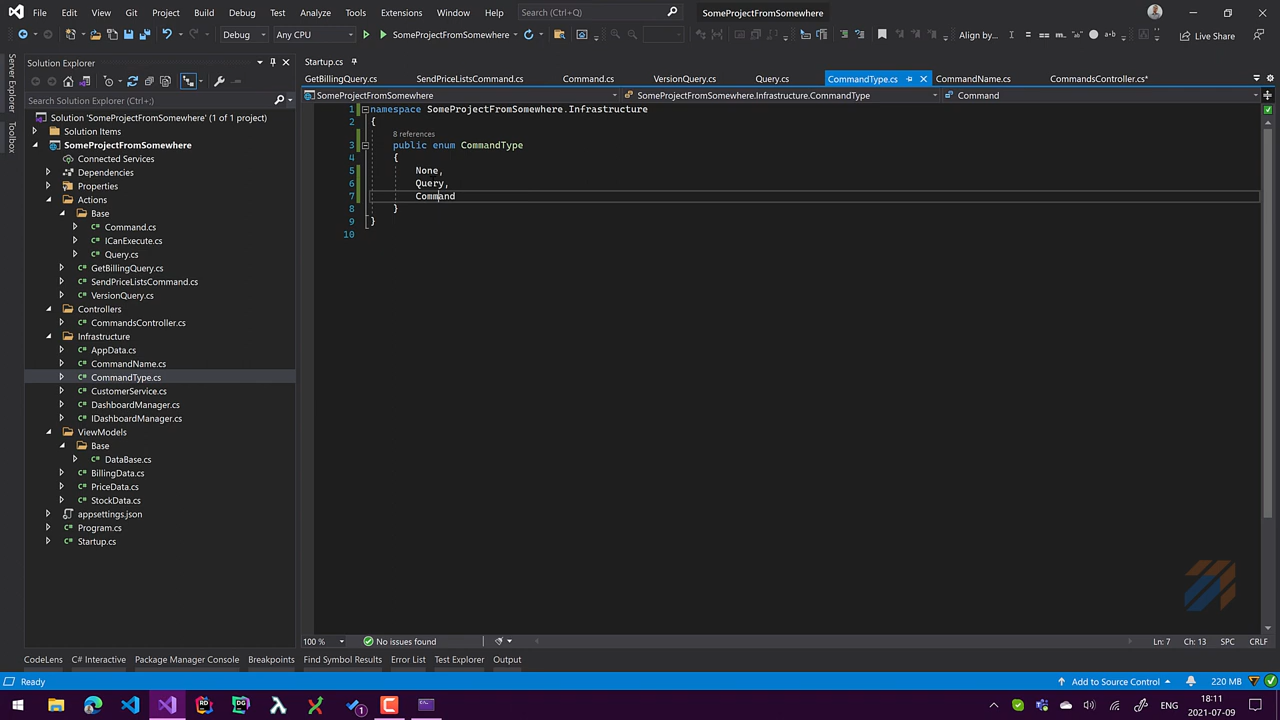 File Edit View Git Project Build Debug Test Analyze Tools Extensions Window Help Search (Ctrl+Q) SomeProjectFromSomewhere
Debug Any CPU SomeProjectFromSomewhere Align by... Live Share
Server Explorer
Toolbox
Solution Explorer
Search Solution Explorer (Ctrl+;)
Solution 'SomeProjectFromSomewhere' (1 of 1 project)
Solution Items
SomeProjectFromSomewhere
Connected Services
Dependencies
Properties
Actions
Base
Command.cs
ICanExecute.cs
Query.cs
GetBillingQuery.cs
SendPriceListsCommand.cs
VersionQuery.cs
Controllers
CommandsController.cs
Infrastructure
AppData.cs
CommandName.cs
CommandType.cs
CustomerService.cs
DashboardManager.cs
IDashboardManager.cs
ViewModels
Base
DataBase.cs
BillingData.cs
PriceData.cs
StockData.cs
appsettings.json
Program.cs
Startup.cs
Startup.cs
GetBillingQuery.cs SendPriceListsCommand.cs Command.cs VersionQuery.cs Query.cs CommandType.cs CommandName.cs CommandsController.cs*
SomeProjectFromSomewhere SomeProjectFromSomewhere.Infrastructure.CommandType Command
1 namespace SomeProjectFromSomewhere.Infrastructure
2 {
8 references
3 public enum CommandType
4 {
5 None,
6 Query,
7 Command
8 }
9 }
10
100 % No issues found Ln: 7 Ch: 13 SPC CRLF
CodeLens C# Interactive Package Manager Console Breakpoints Find Symbol Results Error List Test Explorer Output
Ready Add to Source Control 220 MB
ENG 18:11
2021-07-09